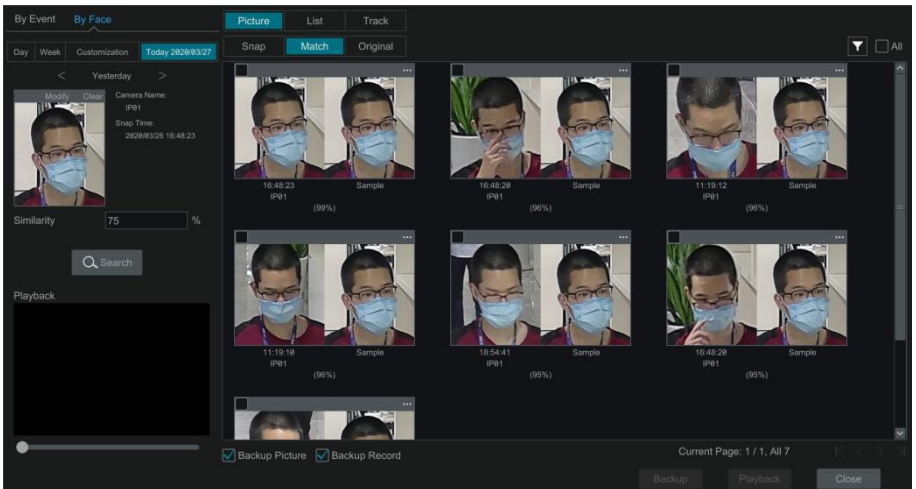 By Event By Face
Picture List Track
Day Week Customization Today 2020/03/27
Snap Match Original
All
< Yesterday >
Modify Clear
Camera Name:
IP01
Snap Time:
2020/03/26 16:48:23
Similarity 75 %
Search
Playback
16:48:23 Sample
IP01
(99%)
16:48:20 Sample
IP01
(96%)
11:19:12 Sample
IP01
(96%)
11:19:10 Sample
IP01
(96%)
18:54:41 Sample
IP01
(95%)
16:48:20 Sample
IP01
(95%)
Backup Picture Backup Record
Current Page: 1 / 1, All 7
Backup Playback Close